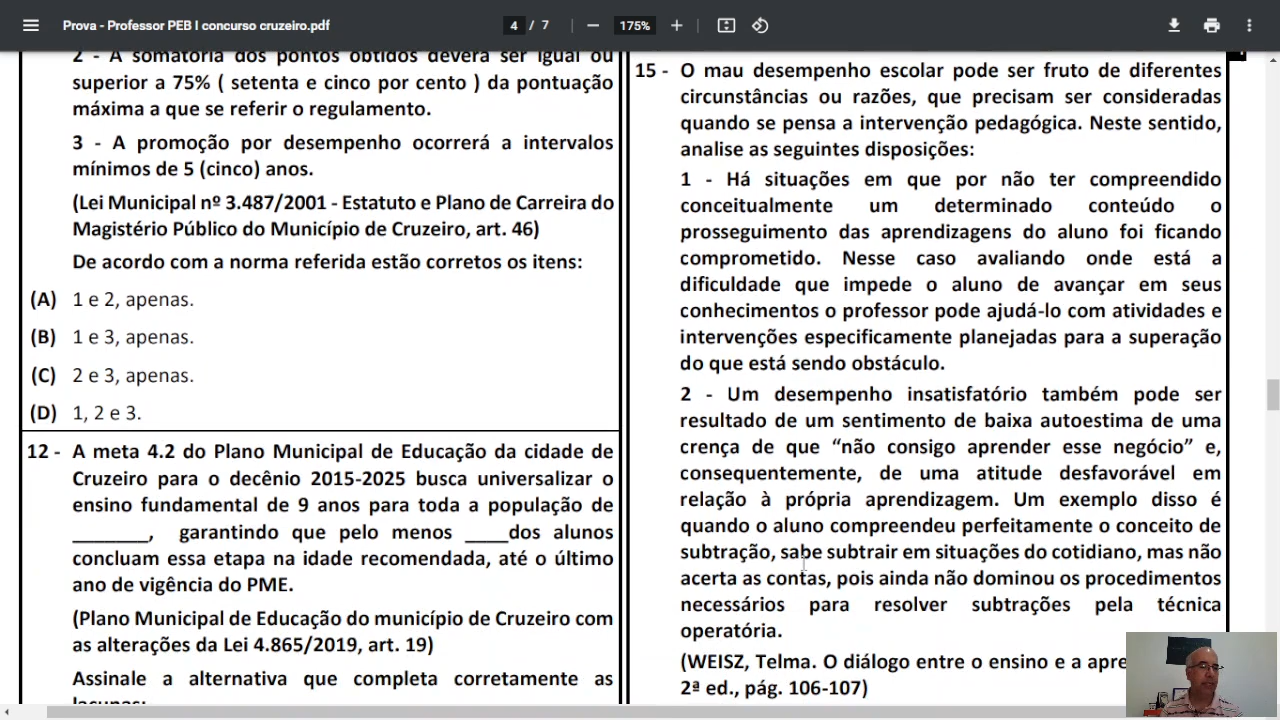 Prova - Professor PEB I concurso cruzeiro.pdf
4 / 7
175%
2 - A somatória dos pontos obtidos deverá ser igual ou
superior a 75% ( setenta e cinco por cento ) da pontuação
máxima a que se referir o regulamento.
3 - A promoção por desempenho ocorrerá a intervalos
mínimos de 5 (cinco) anos.
(Lei Municipal nº 3.487/2001 - Estatuto e Plano de Carreira do
Magistério Público do Município de Cruzeiro, art. 46)
De acordo com a norma referida estão corretos os itens:
(A) 1 e 2, apenas.
(B) 1 e 3, apenas.
(C) 2 e 3, apenas.
(D) 1, 2 e 3.
12 - A meta 4.2 do Plano Municipal de Educação da cidade de
Cruzeiro para o decênio 2015-2025 busca universalizar o
ensino fundamental de 9 anos para toda a população de
_______, garantindo que pelo menos ____dos alunos
concluam essa etapa na idade recomendada, até o último
ano de vigência do PME.
(Plano Municipal de Educação do município de Cruzeiro com
as alterações da Lei 4.865/2019, art. 19)
Assinale a alternativa que completa corretamente as
lacunas:
15 - O mau desempenho escolar pode ser fruto de diferentes
circunstâncias ou razões, que precisam ser consideradas
quando se pensa a intervenção pedagógica. Neste sentido,
analise as seguintes disposições:
1 - Há situações em que por não ter compreendido
conceitualmente um determinado conteúdo o
prosseguimento das aprendizagens do aluno foi ficando
comprometido. Nesse caso avaliando onde está a
dificuldade que impede o aluno de avançar em seus
conhecimentos o professor pode ajudá-lo com atividades e
intervenções especificamente planejadas para a superação
do que está sendo obstáculo.
2 - Um desempenho insatisfatório também pode ser
resultado de um sentimento de baixa autoestima de uma
crença de que “não consigo aprender esse negócio” e,
consequentemente, de uma atitude desfavorável em
relação à própria aprendizagem. Um exemplo disso é
quando o aluno compreendeu perfeitamente o conceito de
subtração, sabe subtrair em situações do cotidiano, mas não
acerta as contas, pois ainda não dominou os procedimentos
necessários para resolver subtrações pela técnica
operatória.
(WEISZ, Telma. O diálogo entre o ensino e a apre
2ª ed., pág. 106-107)